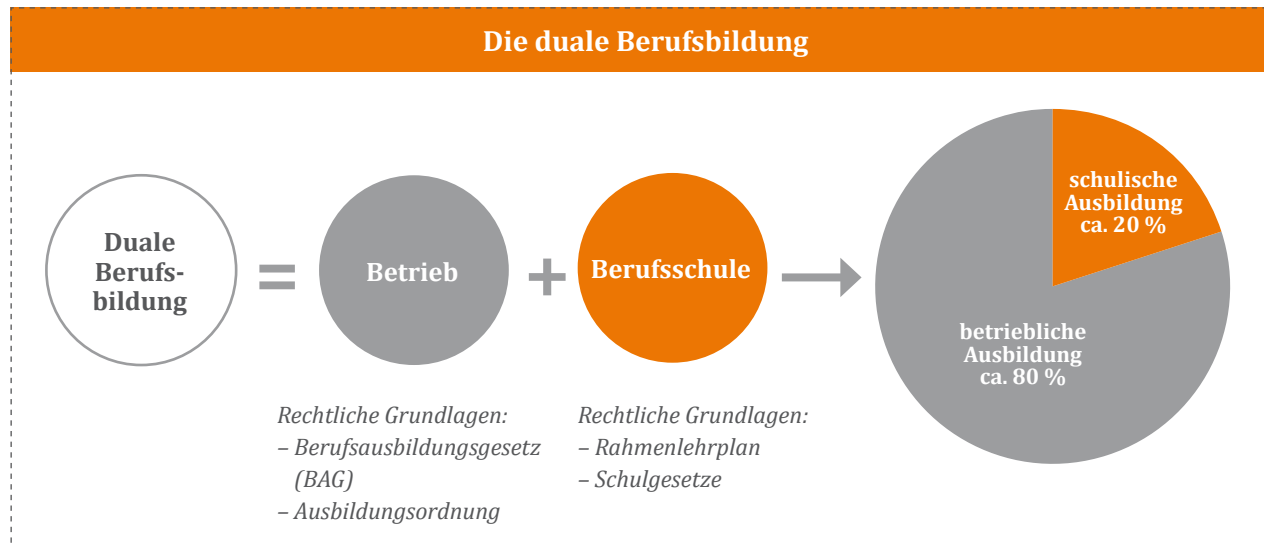 Die duale Berufsbildung
Duale
Berufs-
bildung
=
Betrieb
+
Berufsschule
schulische
Ausbildung
ca. 20 %
betriebliche
Ausbildung
ca. 80 %
Rechtliche Grundlagen:
– Berufsausbildungsgesetz
(BAG)
– Ausbildungsordnung
Rechtliche Grundlagen:
– Rahmenlehrplan
– Schulgesetze